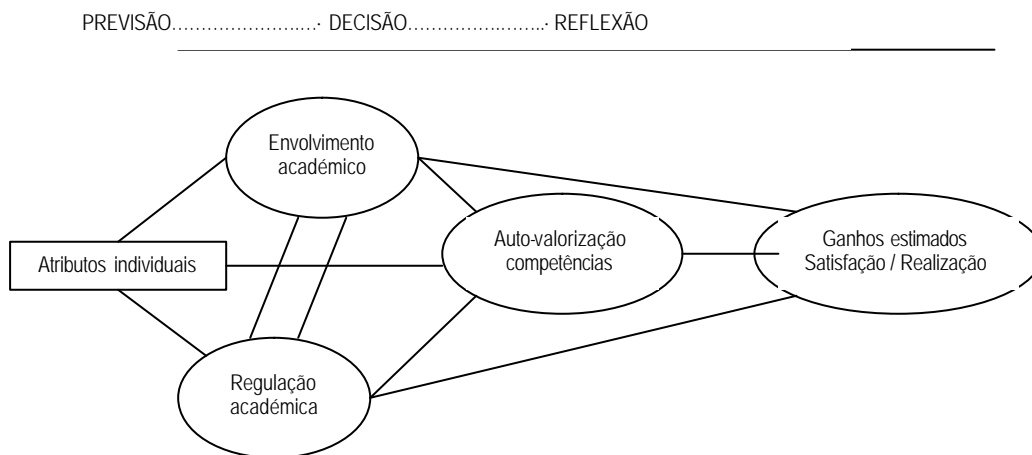 PREVISÃO………………….…· DECISÃO…………….……..· REFLEXÃO
Envolvimento
académico
Auto-valorização
competências
Ganhos estimados
Satisfação / Realização
Atributos individuais
Regulação
académica